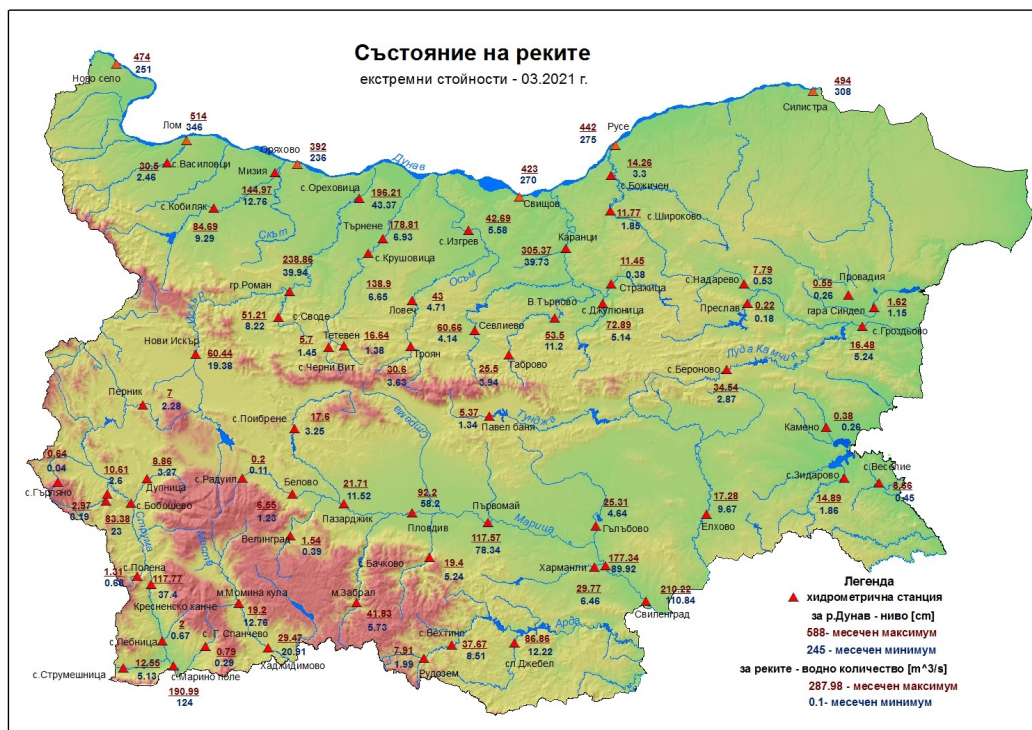 Състояние на реките
екстремни стойности - 03.2021 г.
474
251
Ново село
494
308
Силистра
514
346
Лом
442
275
Русе
392
236
Оряхово
Дунав
423
270
Свищов
30.5
2.46
с.Василовци
Мизия
144.97
12.76
с.Кобиляк
84.69
9.29
Скът
с.Ореховица
196.21
43.37
Търнене
178.81
6.93
с.Крушовица
138.9
6.65
42.69
5.58
с.Изгрев
14.26
3.3
с.Божичен
11.77
1.85
с.Широково
305.37
39.73
Каранци
238.86
39.94
гр.Роман
Искър
51.21
8.22
с.Своде
Осъм
43
4.71
Ловеч
11.45
0.38
Стражица
с.Надарево
7.79
0.53
Преслав
0.22
0.18
0.55
0.26
Провадия
1.62
1.15
гара Синдел
с.Гроздьово
16.48
5.24
В.Търново
53.5
11.2
с.Джулюница
72.89
5.14
60.66
4.14
Севлиево
Нови Искър
60.44
19.38
5.7
1.45
с.Черни Вит
Тетевен
16.64
1.38
Троян
30.6
3.63
25.5
3.94
Габрово
Луда Камчия
с.Бероново
34.54
2.87
Перник
7
2.28
с.Поибрене
17.6
3.25
Стряма
5.37
1.34
Павел баня
Тунджа
Камено
0.38
0.26
0.64
0.04
с.Гърляно
10.61
2.6
8.86
3.27
Дупница
2.97
0.19
с.Бобошево
83.38
23
Струма
с.Радуил
0.2
0.11
Белово
6.55
1.23
21.71
11.52
Пазарджик
92.2
58.2
Пловдив
Първомай
117.57
78.34
Марица
25.31
4.64
Гълъбово
17.28
9.67
Елхово
с.Зидарово
14.89
1.86
с.Веселие
8.66
0.45
Велинград
1.54
0.39
Места
с.Бачково
19.4
5.24
Харманли
29.77
6.46
177.34
89.92
210.22
110.84
Свиленград
1.31
0.68
с.Полена
117.77
37.4
Кресненско ханче
м.Момина кула
19.2
12.76
м.Забрал
41.83
5.73
с.Лебница
2
0.67
с. Г. Спанчево
0.79
0.29
29.47
20.91
Хаджидимово
с.Вехтино
37.67
8.51
7.91
1.99
Рудозем
86.86
12.22
сп.Джебел
Арда
с.Струмешница
12.55
5.13
с.Марино поле
190.99
124
Легенда
хидрометрична станция
за р.Дунав - ниво [cm]
588- месечен максимум
245 - месечен минимум
за реките - водно количество [m^3/s]
287.98 - месечен максимум
0.1- месечен минимум